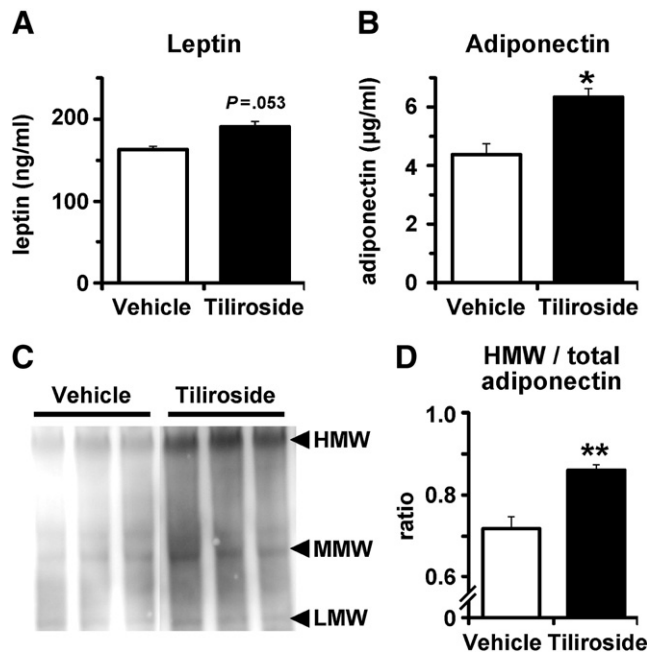 A
Leptin
leptin (ng/ml)
200
150
100
0
P=.053
Vehicle Tiliroside
B
Adiponectin
adiponectin (μg/ml)
6
4
2
0
*
Vehicle Tiliroside
C
Vehicle Tiliroside
HMW
MMW
LMW
D
HMW / total
adiponectin
ratio
1.0
0.8
0.6
0
**
Vehicle Tiliroside